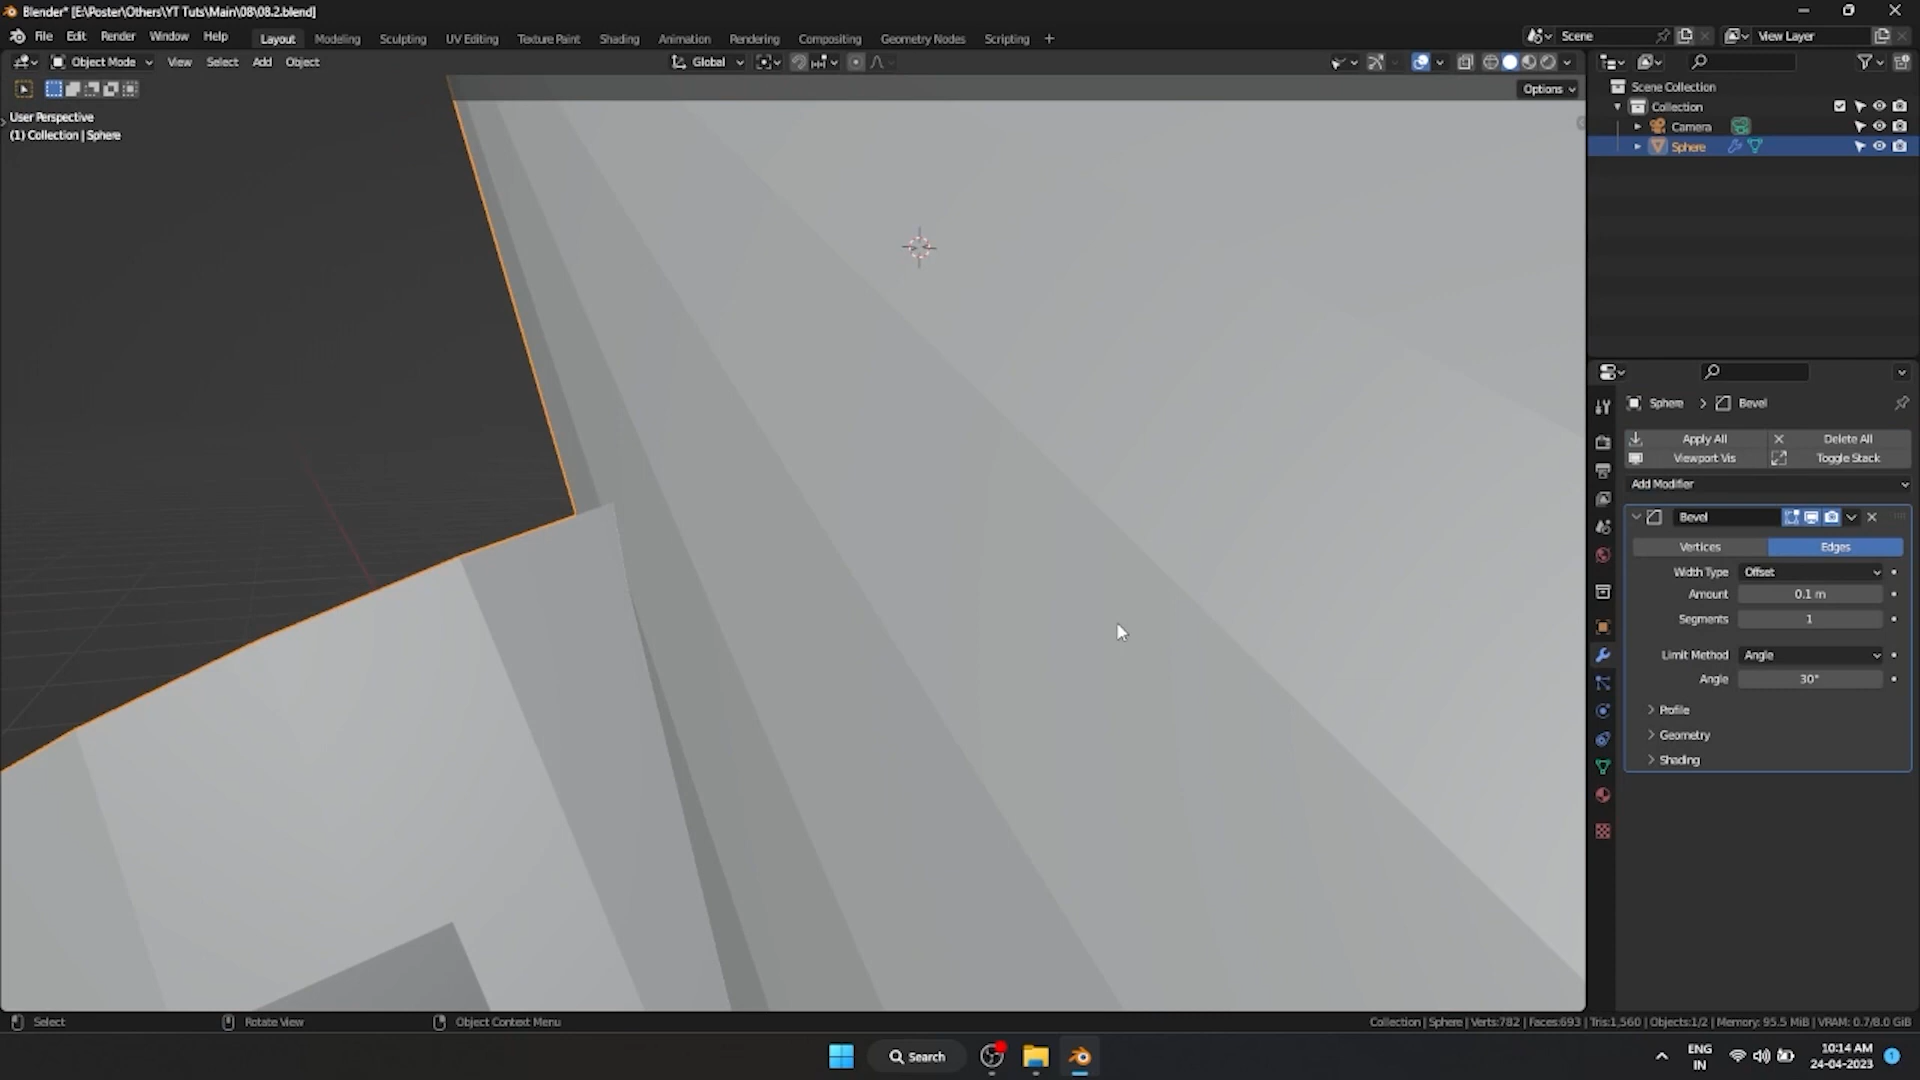 Blender* [E:\Poster\Others\YT Tuts\Main\08\08.2.blend]
File Edit Render Window Help Layout Modeling Sculpting UV Editing Texture Paint Shading Animation Rendering Compositing Geometry Nodes Scripting + Scene View Layer
Object Mode View Select Add Object Global
Options
User Perspective
(1) Collection | Sphere
Scene Collection
Collection
Camera
Sphere
Sphere > Bevel
Apply All Delete All
Viewport Vis Toggle Stack
Add Modifier
Bevel
Vertices Edges
Width Type Offset
Amount 0.1 m
Segments 1
Limit Method Angle
Angle 30°
Profile
Geometry
Shading
Select Rotate View Object Context Menu Collection | Sphere | Verts:782 | Faces:693 | Tris:1,560 | Objects:1/2 | Memory: 95.5 MiB | VRAM: 0.7/8.0 GiB
Search
ENG
IN
10:14 AM
24-04-2023
1